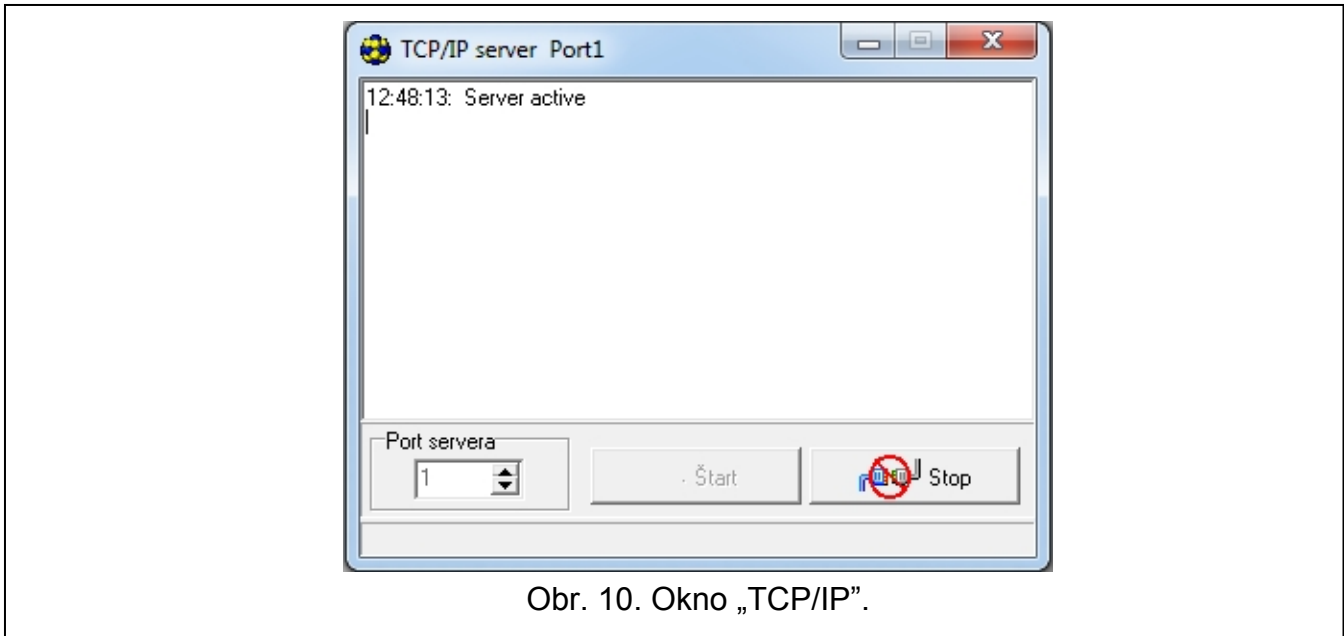 TCP/IP server Port1
12:48:13: Server active
Port servera
1
Štart
Stop
Obr. 10. Okno „TCP/IP”.